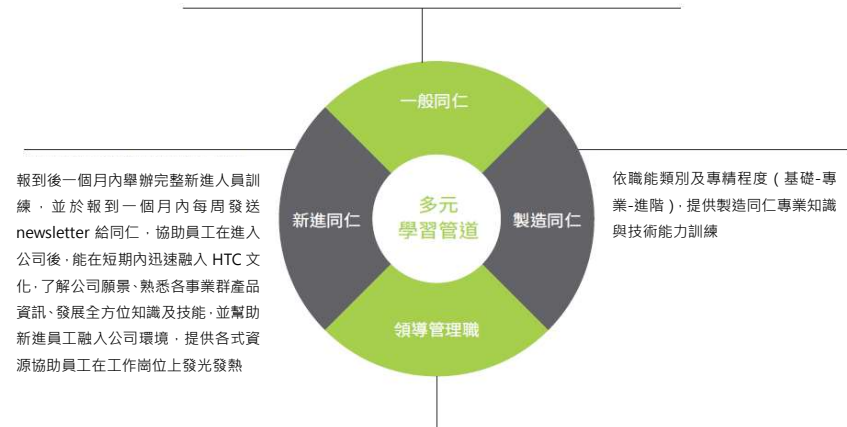 一般同仁
報到後一個月內舉辦完整新進人員訓
練，並於報到一個月內每周發送
newsletter 給同仁，協助員工在進入
公司後，能在短期內迅速融入 HTC 文
化，了解公司願景、熟悉各事業群產品
資訊、發展全方位知識及技能，並幫助
新進員工融入公司環境，提供各式資
源協助員工在工作崗位上發光發熱
新進同仁
多元
學習管道
製造同仁
依職能類別及專精程度 ( 基礎-專
業-進階 )，提供製造同仁專業知識
與技術能力訓練
領導管理職